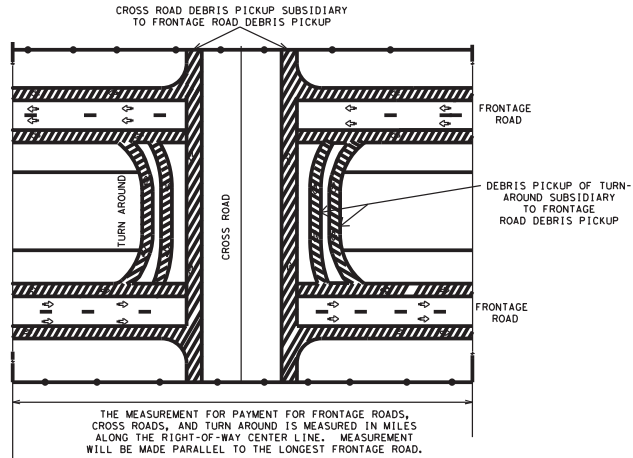 CROSS ROAD DEBRIS PICKUP SUBSIDIARY
TO FRONTAGE ROAD DEBRIS PICKUP
FRONTAGE
ROAD
TURN AROUND
CROSS ROAD
DEBRIS PICKUP OF TURN-
AROUND SUBSIDIARY
TO FRONTAGE
ROAD DEBRIS PICKUP
FRONTAGE
ROAD
THE MEASUREMENT FOR PAYMENT FOR FRONTAGE ROADS,
CROSS ROADS, AND TURN AROUND IS MEASURED IN MILES
ALONG THE RIGHT-OF-WAY CENTER LINE. MEASUREMENT
WILL BE MADE PARALLEL TO THE LONGEST FRONTAGE ROAD.